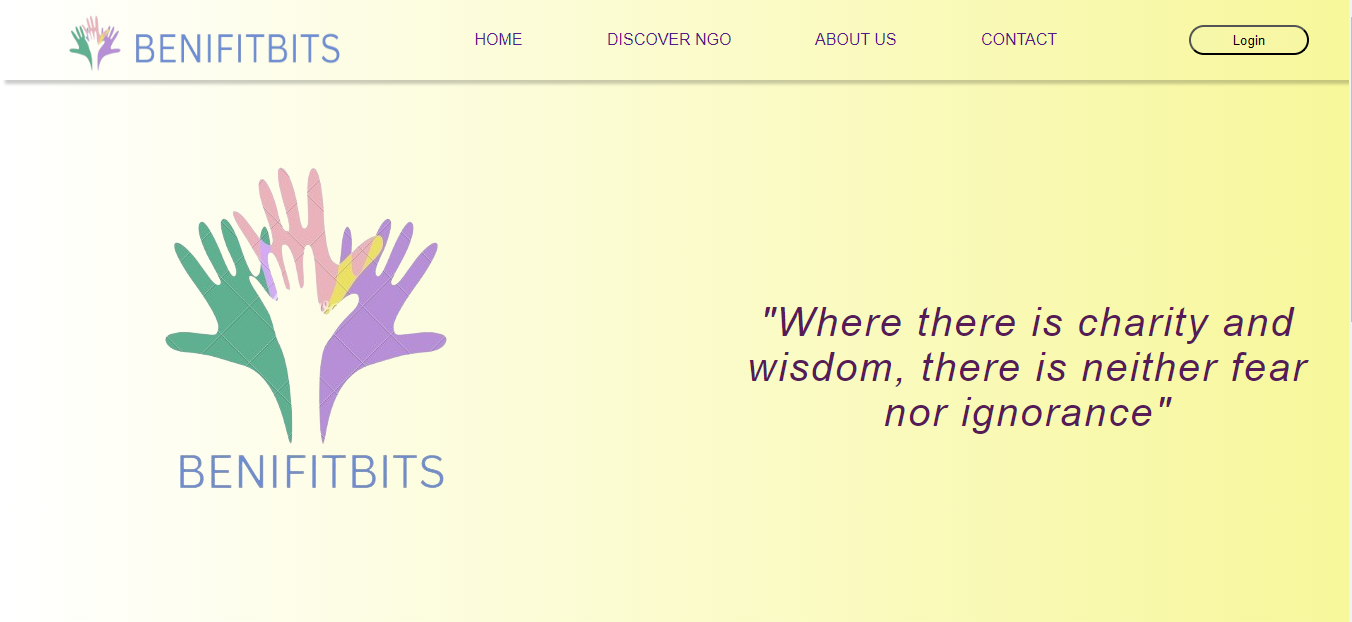 BENIFITBITS
HOME
DISCOVER NGO
ABOUT US
CONTACT
Login
"Where there is charity and
wisdom, there is neither fear
nor ignorance"
BENIFITBITS